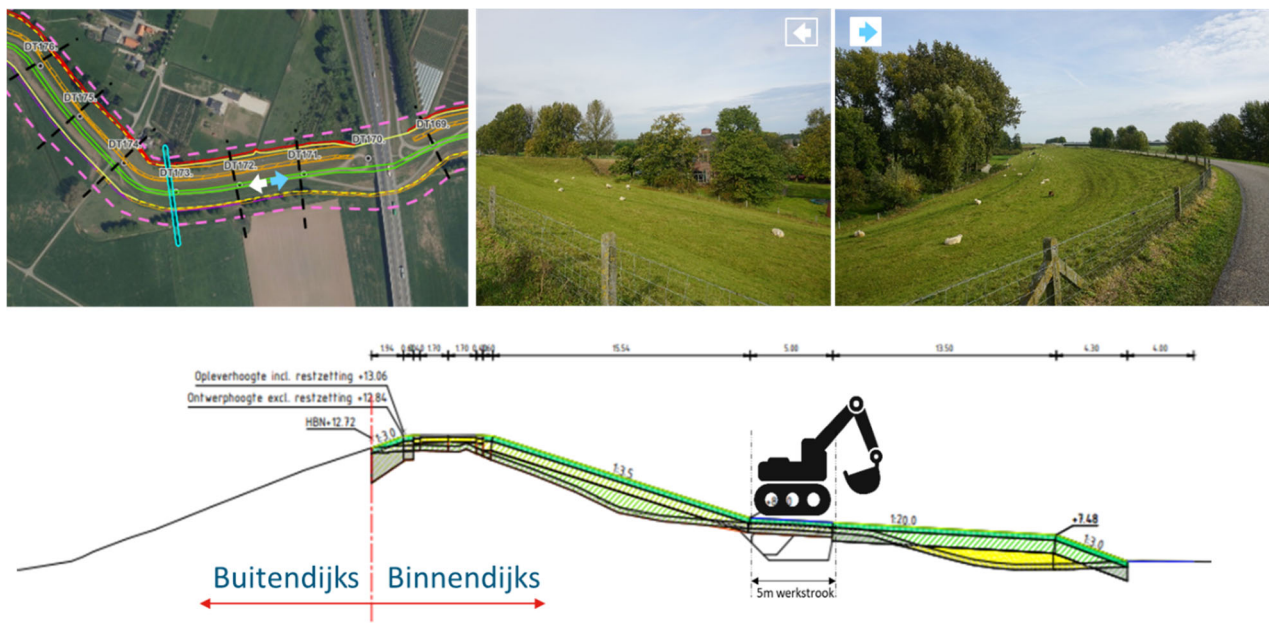 DT176.
DT175.
DT174.
DT173.
DT172.
DT171.
DT170.
DT169.
1.94
1.70
1.70
15.54
5.00
13.50
4.30
4.00
Opleverhoogte incl. restzetting +13.06
Ontwerphoogte excl. restzetting +12.84
HBN+12.72
1:3.0
1:3.5
1:20.0
+7.48
1:3.0
Buitendijks
Binnendijks
5m werkstrook